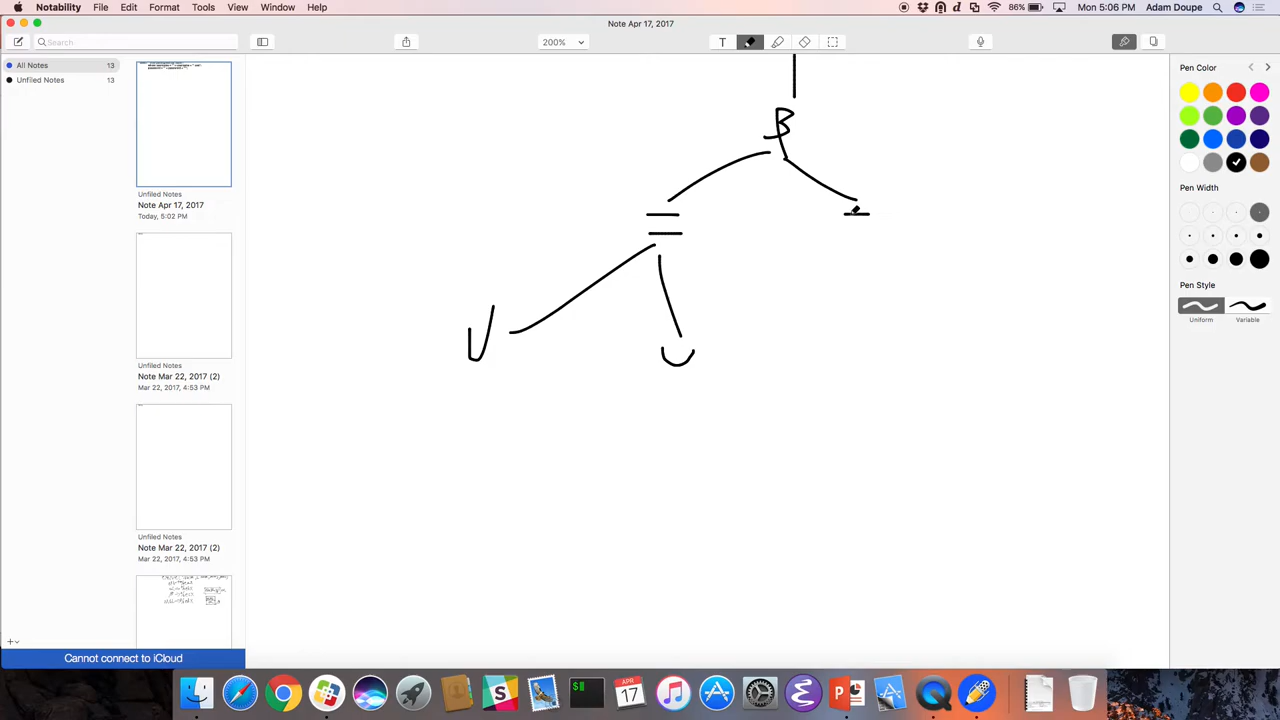 Notability File Edit Format Tools View Window Help 86% Mon 5:06 PM Adam Doupe
Note Apr 17, 2017
Search 200% T
All Notes 13
Unfiled Notes 13
Unfiled Notes
Note Apr 17, 2017
Today, 5:02 PM
Unfiled Notes
Note Mar 22, 2017 (2)
Mar 22, 2017, 4:53 PM
Unfiled Notes
Note Mar 22, 2017 (2)
Mar 22, 2017, 4:53 PM
Cannot connect to iCloud
B
=
U
U
Pen Color
Pen Width
Pen Style
Uniform Variable
APR
17